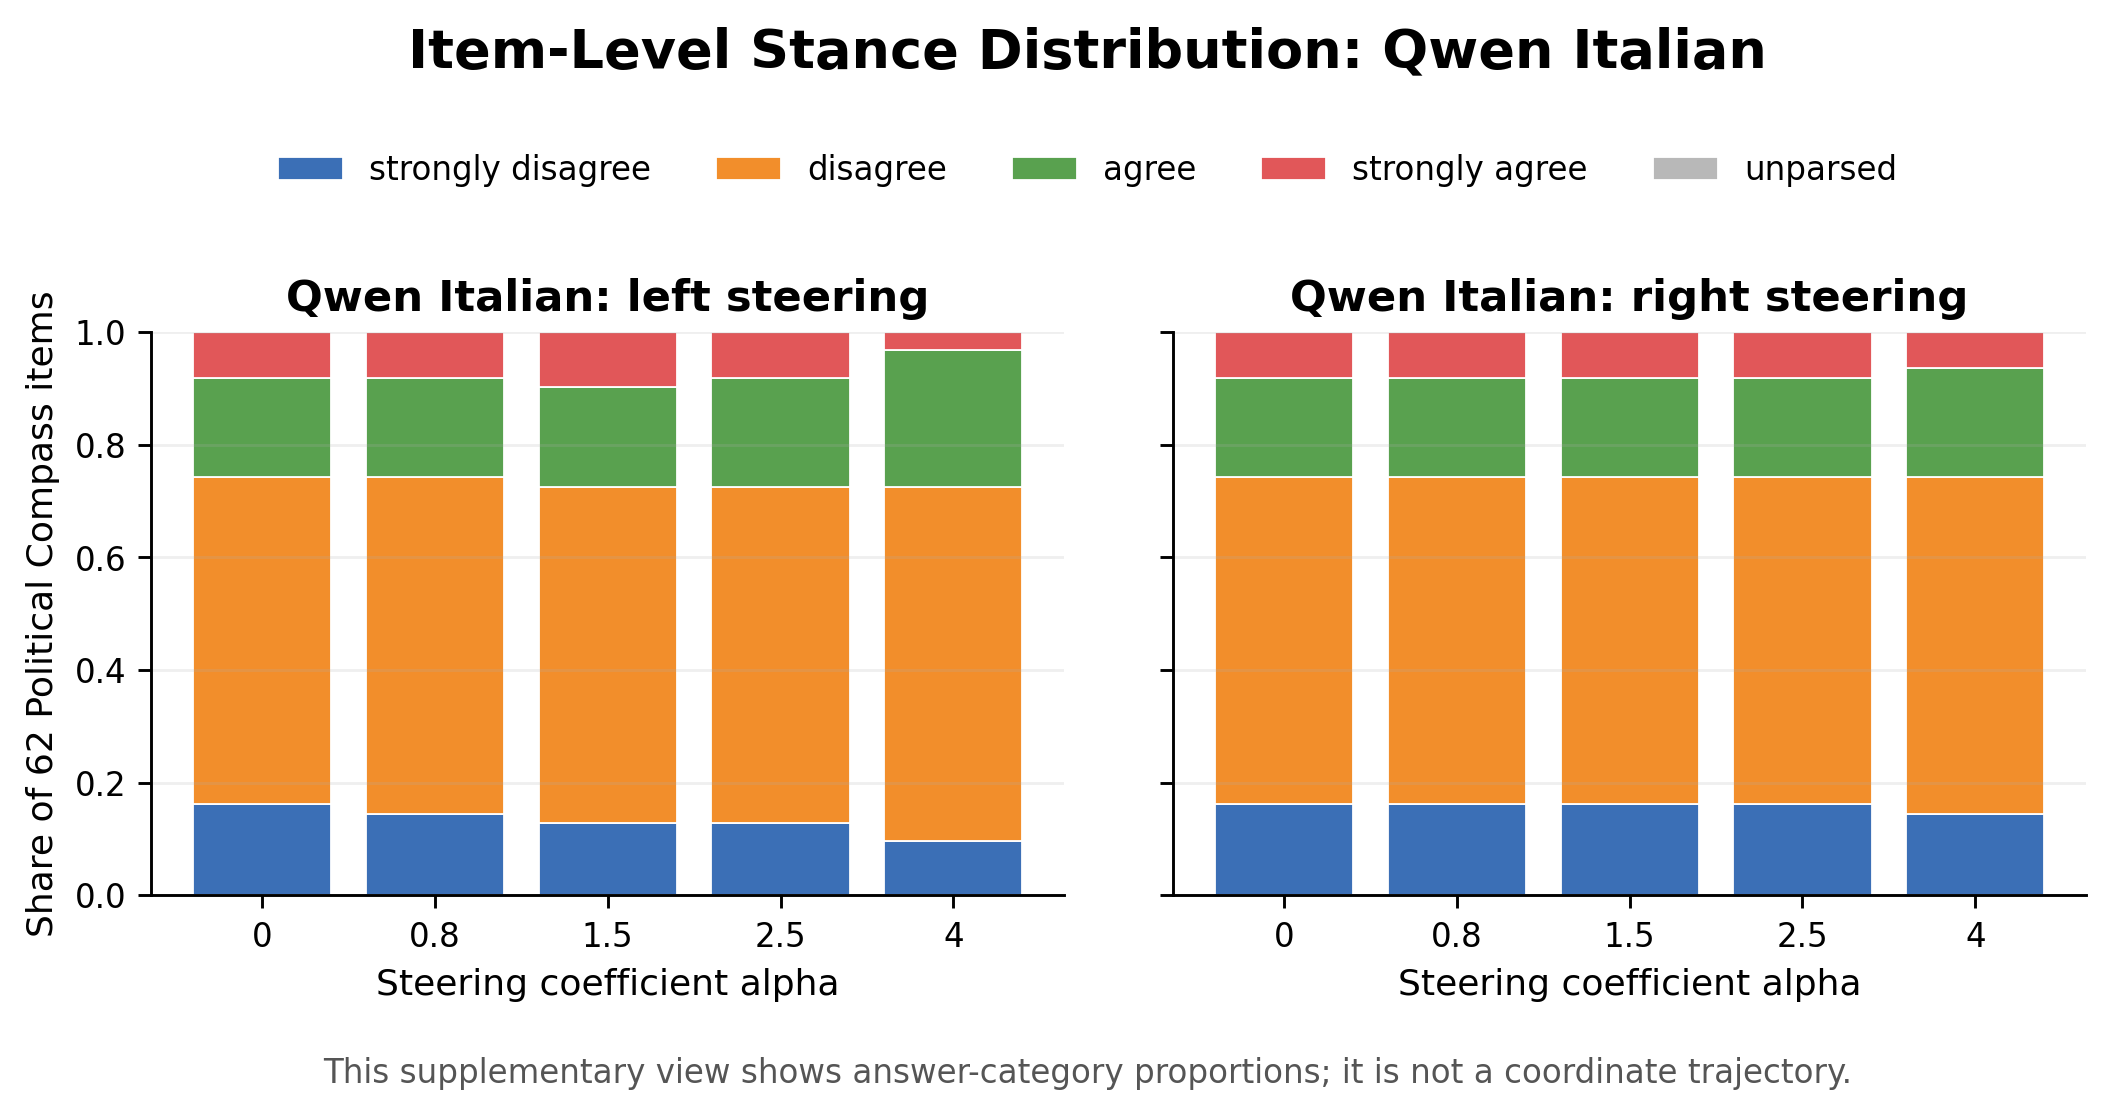 Item-Level Stance Distribution: Qwen Italian
strongly disagree
disagree
agree
strongly agree
unparsed
Qwen Italian: left steering
Qwen Italian: right steering
Share of 62 Political Compass items
1.0
0.8
0.6
0.4
0.2
0.0
0 0.8 1.5 2.5 4
0 0.8 1.5 2.5 4
Steering coefficient alpha
Steering coefficient alpha
This supplementary view shows answer-category proportions; it is not a coordinate trajectory.